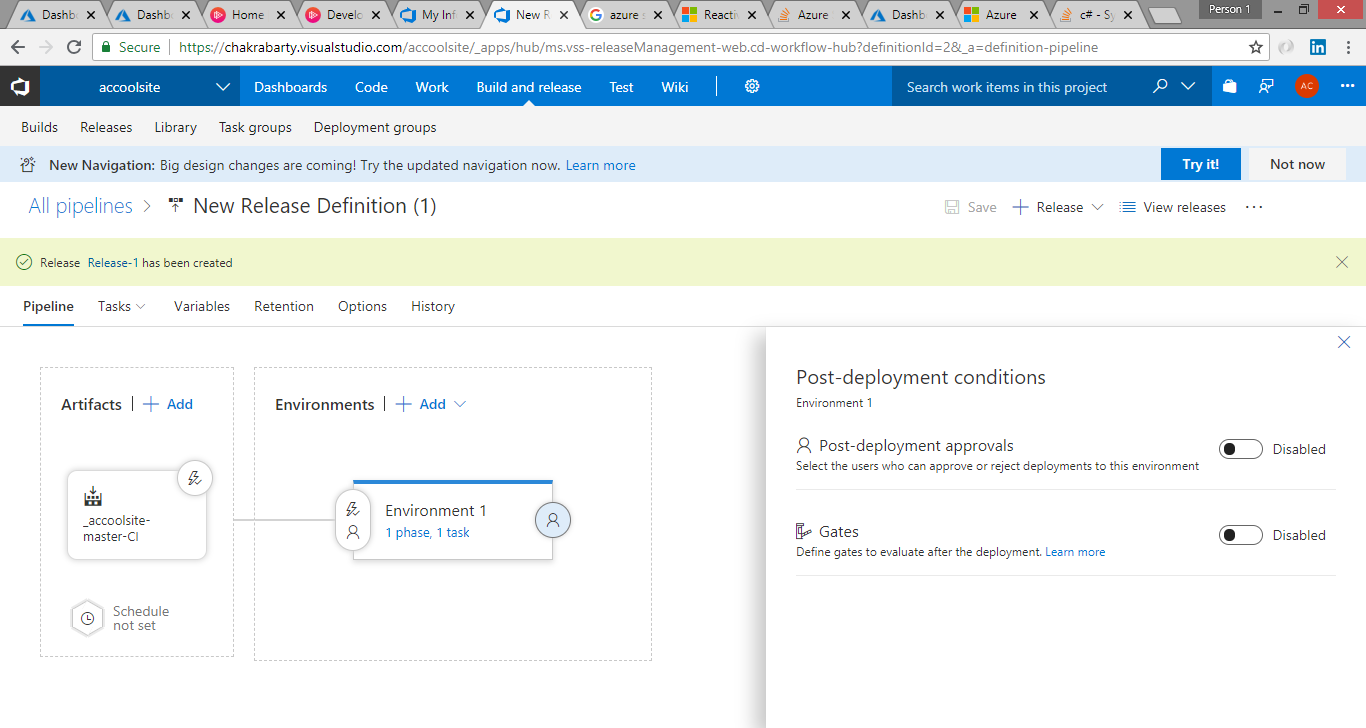 Dashb
Dashb
Home
Develc
My Inf
New R
azure s
Reactiv
Azure
Dashb
Azure
c# - Sy
Person 1
Secure
https://chakrabarty.visualstudio.com/accoolsite/_apps/hub/ms.vss-releaseManagement-web.cd-workflow-hub?definitionId=2&_a=definition-pipeline
accoolsite Dashboards Code Work Build and release Test Wiki Search work items in this project AC
Builds Releases Library Task groups Deployment groups
New Navigation: Big design changes are coming! Try the updated navigation now. Learn more Try it! Not now
All pipelines > New Release Definition (1) Save Release View releases ...
Release Release-1 has been created
Pipeline Tasks Variables Retention Options History
Artifacts | + Add
_accoolsite-
master-CI
Schedule
not set
Environments | + Add
Environment 1
1 phase, 1 task
Post-deployment conditions
Environment 1
Post-deployment approvals Disabled
Select the users who can approve or reject deployments to this environment
Gates Disabled
Define gates to evaluate after the deployment. Learn more